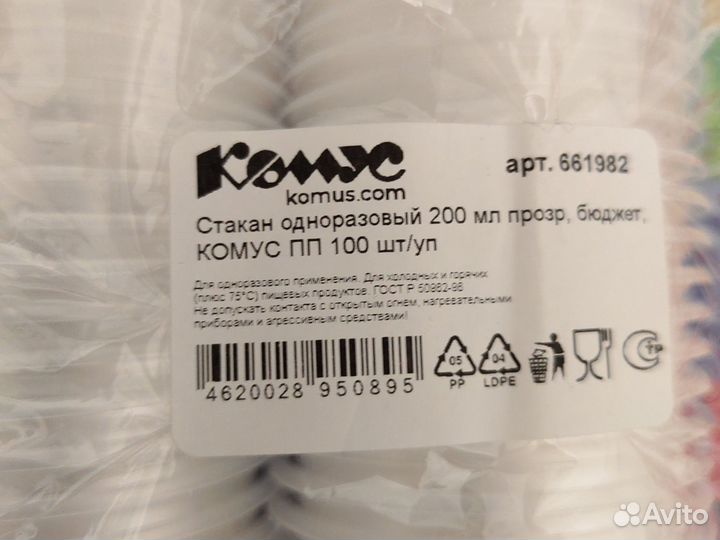 Комус
арт. 661982
komus.com
Стакан одноразовый 200 мл прозр, бюджет,
КОМУС ПП 100 шт/уп
Для одноразового применения. Для холодных и горячих
(плюс 75°С) пищевых продуктов. ГОСТ Р 50962-96
Не допускать контакта с открытым огнем, нагревательными
приборами и агрессивными средствами!
05 04
PP LDPE
4620028 950895
Avito